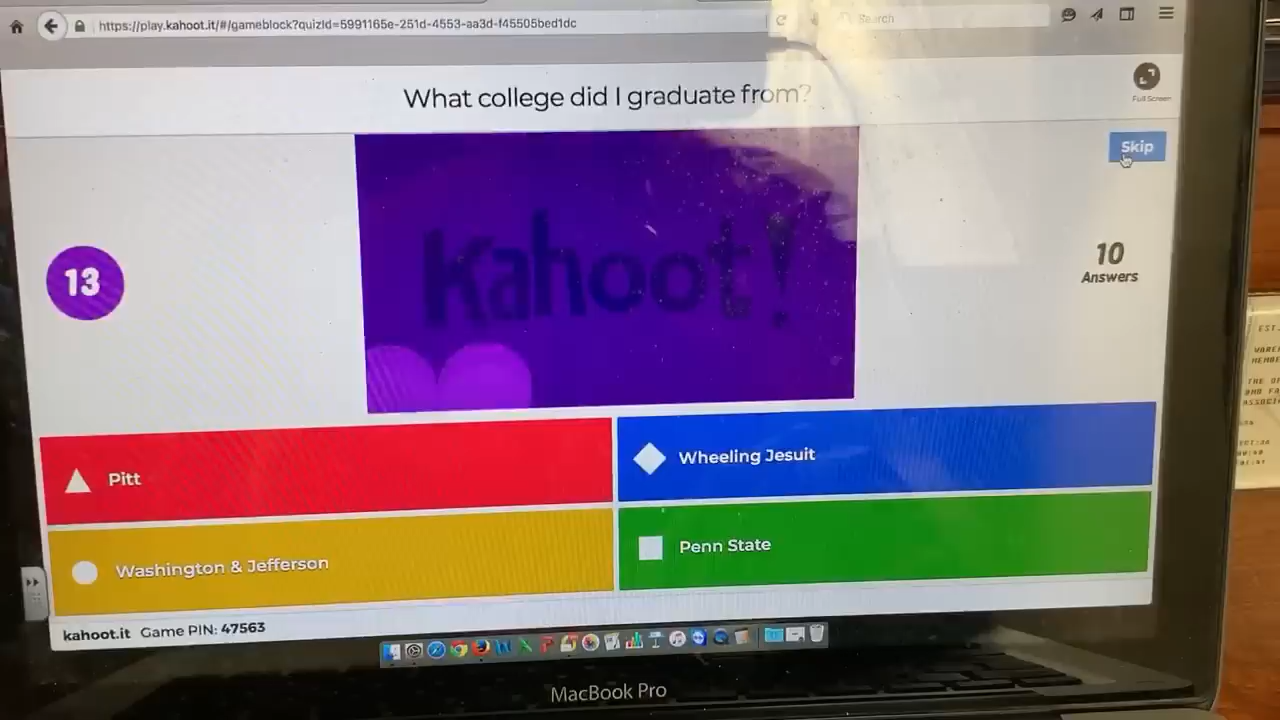 https://play.kahoot.it/#/gameblock?quizId=5991165e-251d-4553-aa3d-f45505bed1dc
Search
What college did I graduate from?
Full Screen
Skip
kahoot!
13
10
Answers
Pitt
Wheeling Jesuit
Washington & Jefferson
Penn State
kahoot.it Game PIN: 47563
MacBook Pro